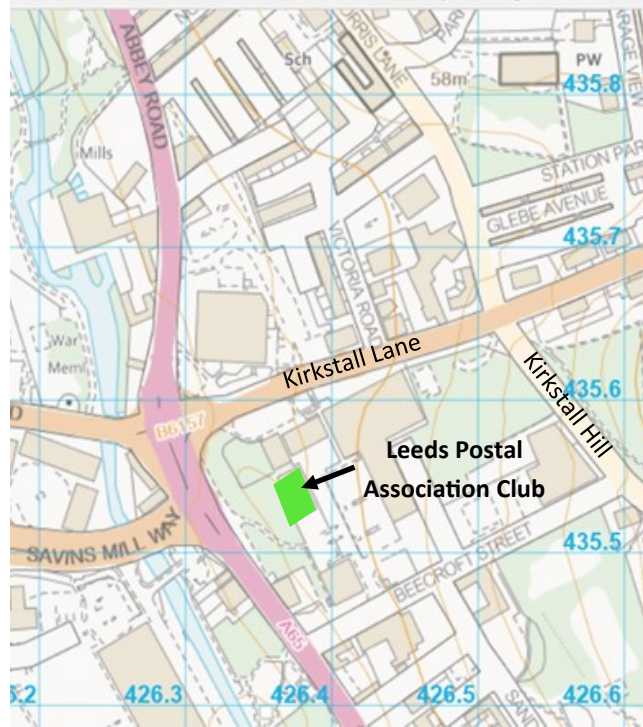 ABBEY ROAD
Sch
PW
58m
435.8
STATION PAR
GLEBE AVENUE
Mills
435.7
VICTORIA ROAD
War
Meml
Kirkstall Lane
435.6
Kirkstall Hill
B6157
Leeds Postal
Association Club
435.5
SAVINS MILL WAY
BEECROFT STREET
A65
5.2
426.3
426.4
426.5
426.6